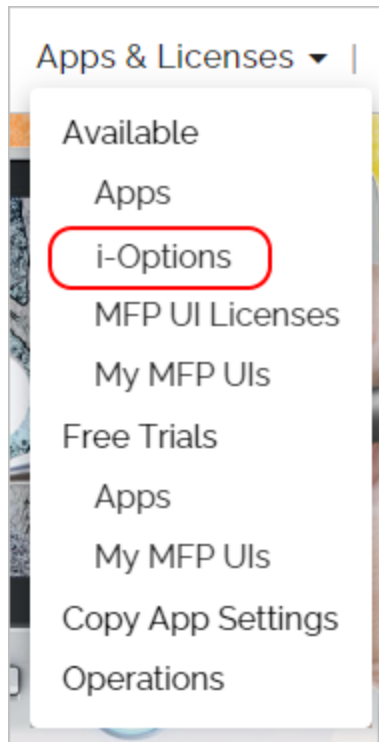 Apps & Licenses ▾ |
Available
Apps
i-Options
MFP UI Licenses
My MFP UIs
Free Trials
Apps
My MFP UIs
Copy App Settings
Operations